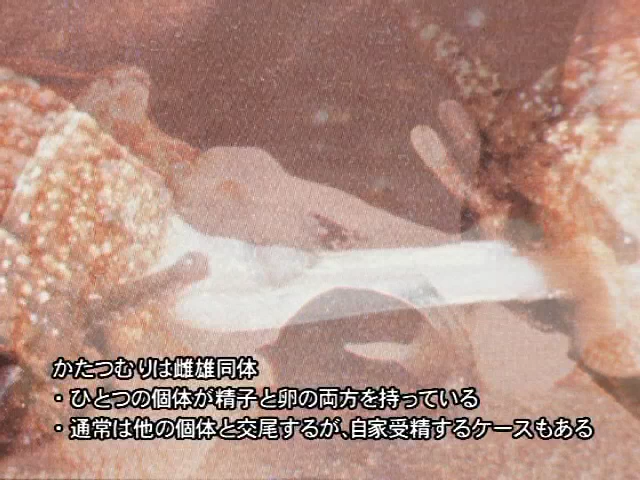 かたつむりは雌雄同体
・ひとつの個体が精子と卵の両方を持っている
・通常は他の個体と交尾するが、自家受精するケースもある